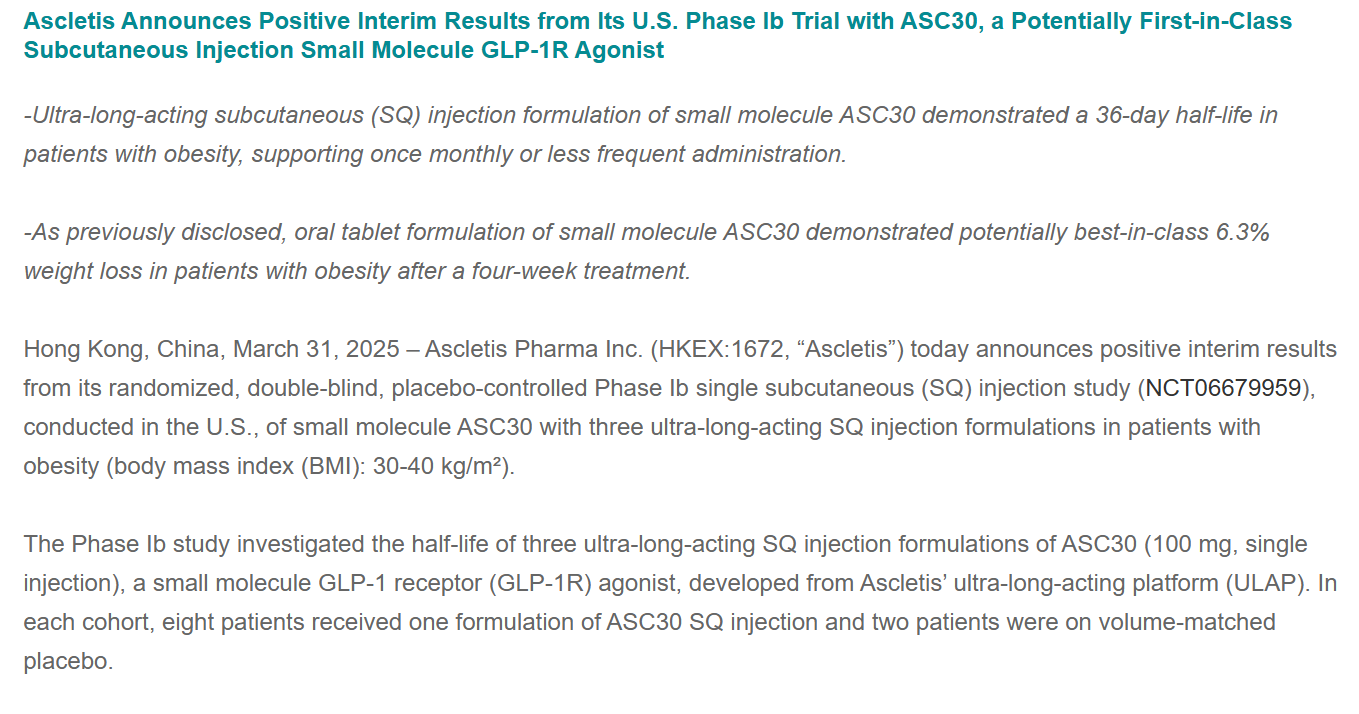 Ascletis Announces Positive Interim Results from Its U.S. Phase Ib Trial with ASC30, a Potentially First-in-Class
Subcutaneous Injection Small Molecule GLP-1R Agonist
-Ultra-long-acting subcutaneous (SQ) injection formulation of small molecule ASC30 demonstrated a 36-day half-life in
patients with obesity, supporting once monthly or less frequent administration.
-As previously disclosed, oral tablet formulation of small molecule ASC30 demonstrated potentially best-in-class 6.3%
weight loss in patients with obesity after a four-week treatment.
Hong Kong, China, March 31, 2025 – Ascletis Pharma Inc. (HKEX:1672, “Ascletis”) today announces positive interim results
from its randomized, double-blind, placebo-controlled Phase Ib single subcutaneous (SQ) injection study (NCT06679959),
conducted in the U.S., of small molecule ASC30 with three ultra-long-acting SQ injection formulations in patients with
obesity (body mass index (BMI): 30-40 kg/m²).
The Phase Ib study investigated the half-life of three ultra-long-acting SQ injection formulations of ASC30 (100 mg, single
injection), a small molecule GLP-1 receptor (GLP-1R) agonist, developed from Ascletis’ ultra-long-acting platform (ULAP). In
each cohort, eight patients received one formulation of ASC30 SQ injection and two patients were on volume-matched
placebo.